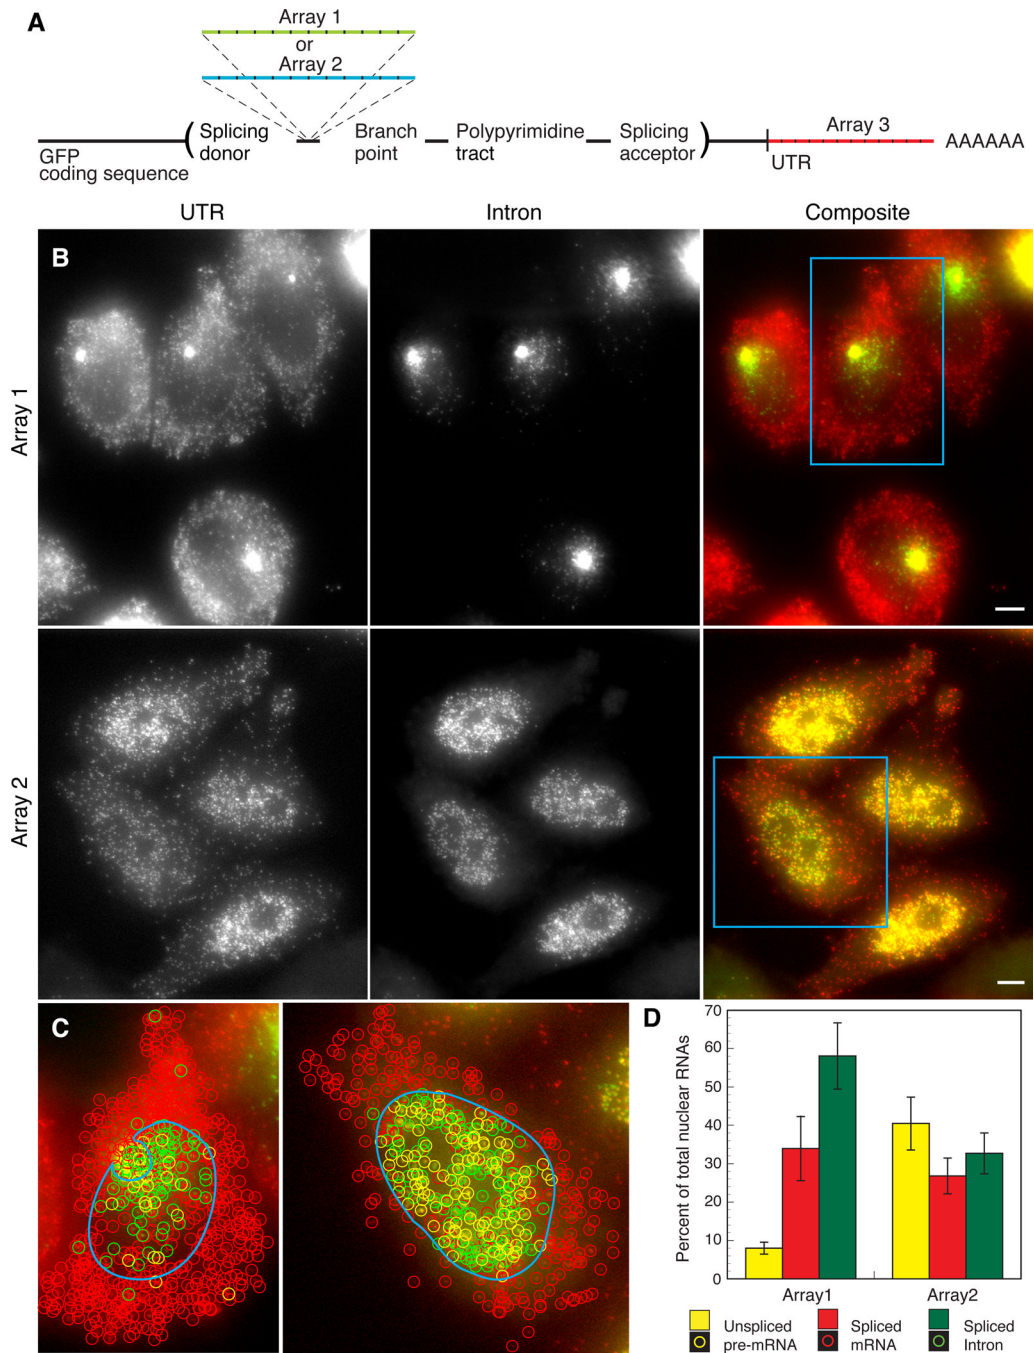 A
Array 1
or
Array 2
(Splicing donor
Branch point
Polypyrimidine tract
Splicing acceptor)
Array 3
AAAAAA
GFP coding sequence
UTR
UTR
Intron
Composite
B
Array 1
Array 2
C
D
Percent of total nuclear RNAs
70
60
50
40
30
20
10
0
Array1
Array2
Unspliced pre-mRNA
Spliced mRNA
Spliced Intron